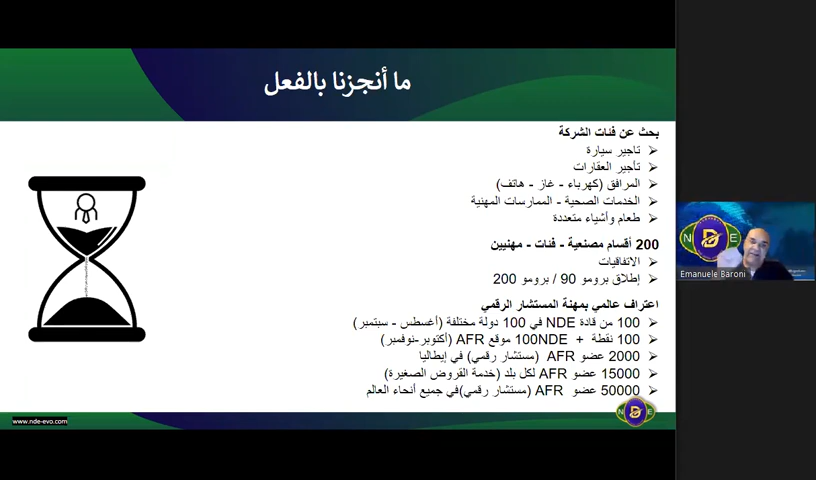 ما أنجزنا بالفعل
بحث عن فئات الشركة
تاجير سيارة
تأجير العقارات
المرافق (كهرباء - غاز - هاتف)
الخدمات الصحية - الممارسات المهنية
طعام وأشياء متعددة
200 أقسام مصنعية - فئات - مهنيين
الاتفاقيات
إطلاق برومو 90 / برومو 200
اعتراف عالمي بمهنة المستشار الرقمي
100 من قادة NDE في 100 دولة مختلفة (أغسطس - سبتمبر)
100 نقطة + 100NDE موقع AFR (أكتوبر-نوفمبر)
2000 عضو AFR (مستشار رقمي) في إيطاليا
15000 عضو AFR لكل بلد (خدمة القروض الصغيرة)
50000 عضو AFR (مستشار رقمي)في جميع أنحاء العالم
www.nde-evo.com
N D E
N D E
Emanuele Baroni